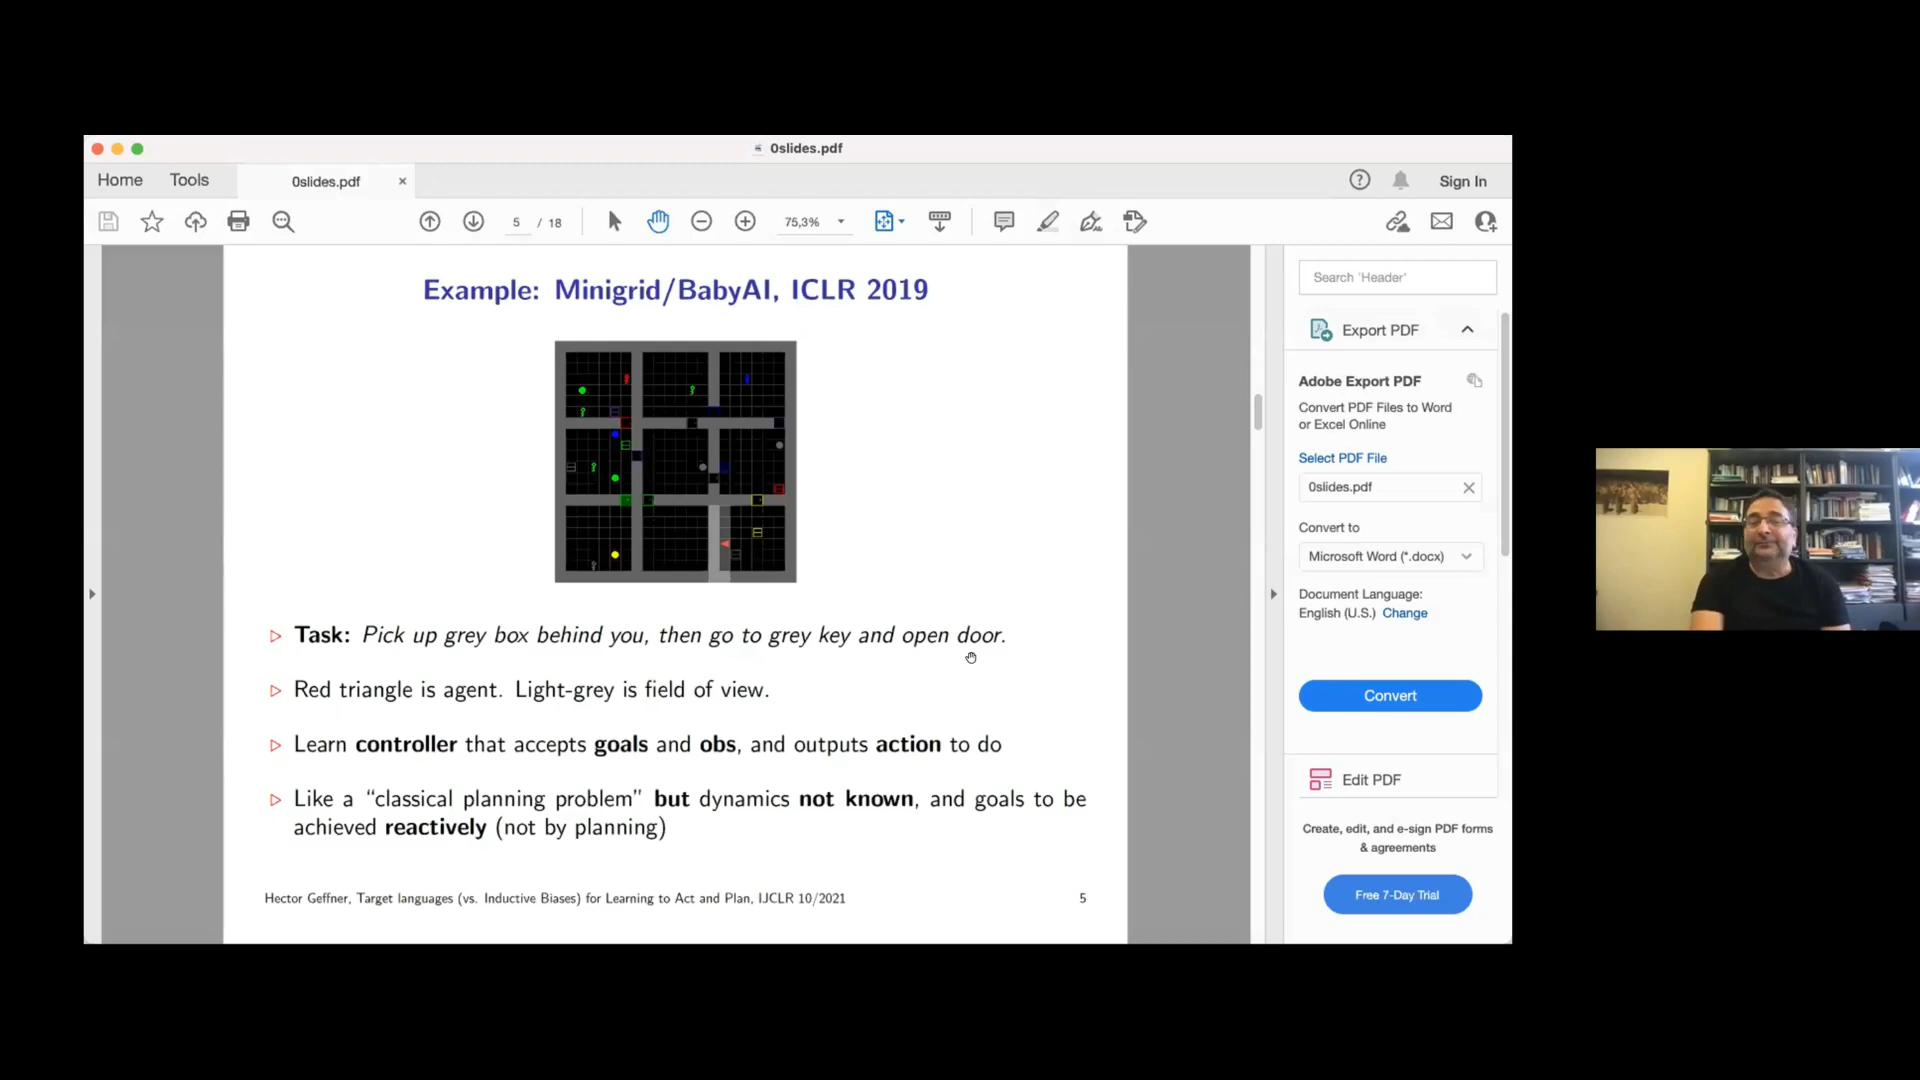 0slides.pdf
Home
Tools
0slides.pdf
Sign In
5 / 18
75,3%
Example: Minigrid/BabyAI, ICLR 2019
▷ Task: Pick up grey box behind you, then go to grey key and open door.
▷ Red triangle is agent. Light-grey is field of view.
▷ Learn controller that accepts goals and obs, and outputs action to do
▷ Like a “classical planning problem” but dynamics not known, and goals to be
achieved reactively (not by planning)
Hector Geffner, Target languages (vs. Inductive Biases) for Learning to Act and Plan, IJCLR 10/2021
5
Search 'Header'
Export PDF
Adobe Export PDF
Convert PDF Files to Word
or Excel Online
Select PDF File
0slides.pdf
Convert to
Microsoft Word (*.docx)
Document Language:
English (U.S.) Change
Convert
Edit PDF
Create, edit, and e-sign PDF forms
& agreements
Free 7-Day Trial